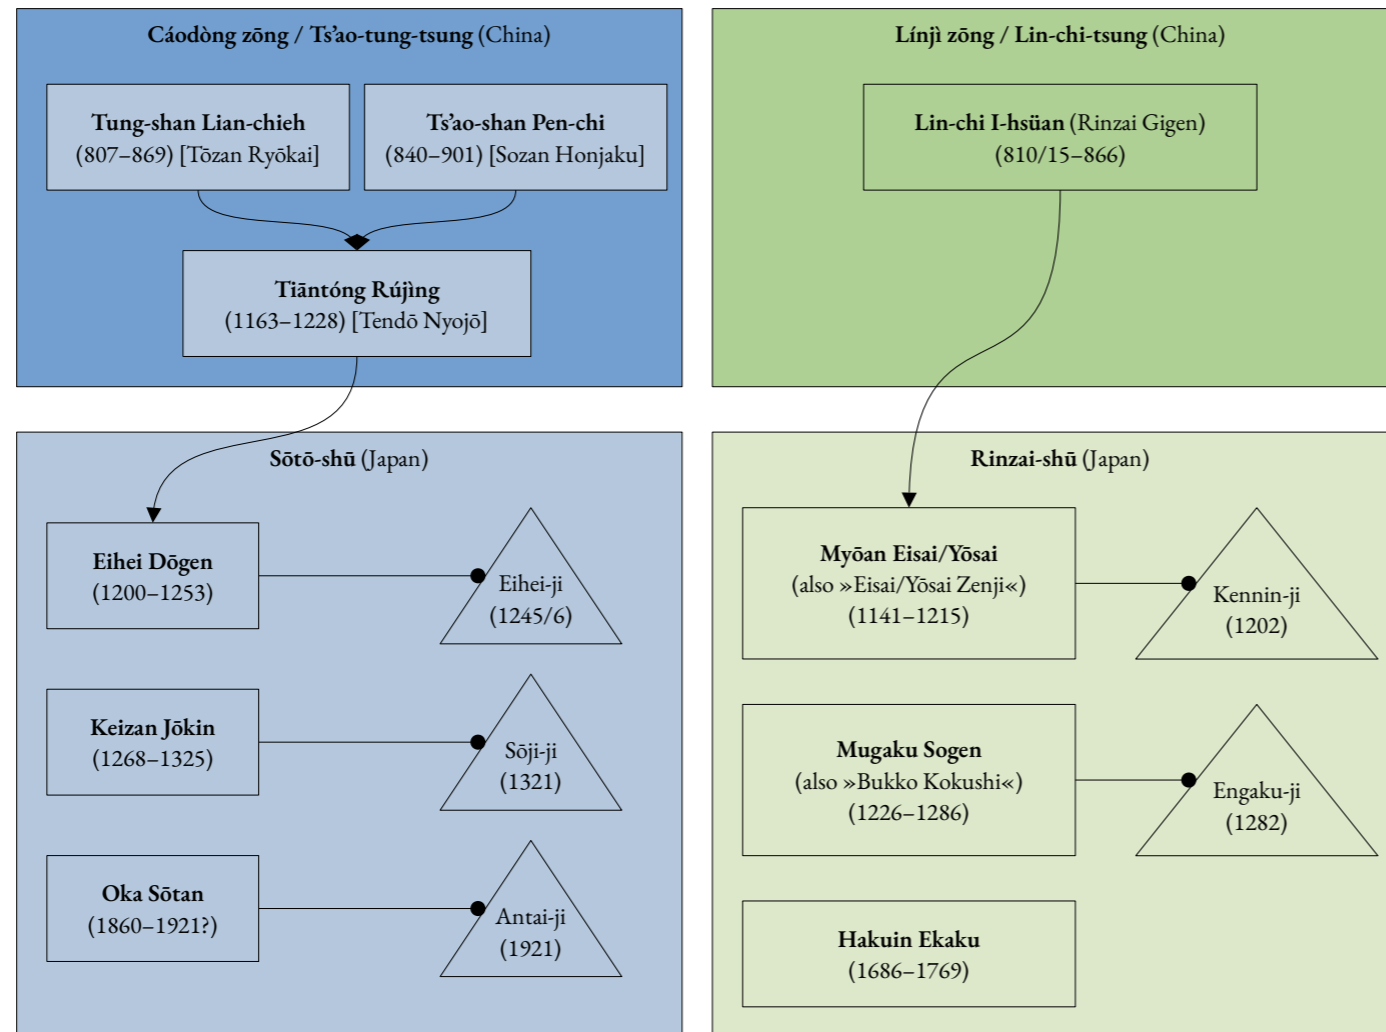 Cáodòng zōng / Ts’ao-tung-tsung (China)
Tung-shan Lian-chieh
(807–869) [Tōzan Ryōkai]
Ts’ao-shan Pen-chi
(840–901) [Sozan Honjaku]
Tiāntóng Rújìng
(1163–1228) [Tendō Nyojō]
Línjì zōng / Lin-chi-tsung (China)
Lin-chi I-hsüan (Rinzai Gigen)
(810/15–866)
Sōtō-shū (Japan)
Eihei Dōgen
(1200–1253)
Eihei-ji
(1245/6)
Keizan Jōkin
(1268–1325)
Sōji-ji
(1321)
Oka Sōtan
(1860–1921?)
Antai-ji
(1921)
Rinzai-shū (Japan)
Myōan Eisai/Yōsai
(also »Eisai/Yōsai Zenji«)
(1141–1215)
Kennin-ji
(1202)
Mugaku Sogen
(also »Bukko Kokushi«)
(1226–1286)
Engaku-ji
(1282)
Hakuin Ekaku
(1686–1769)